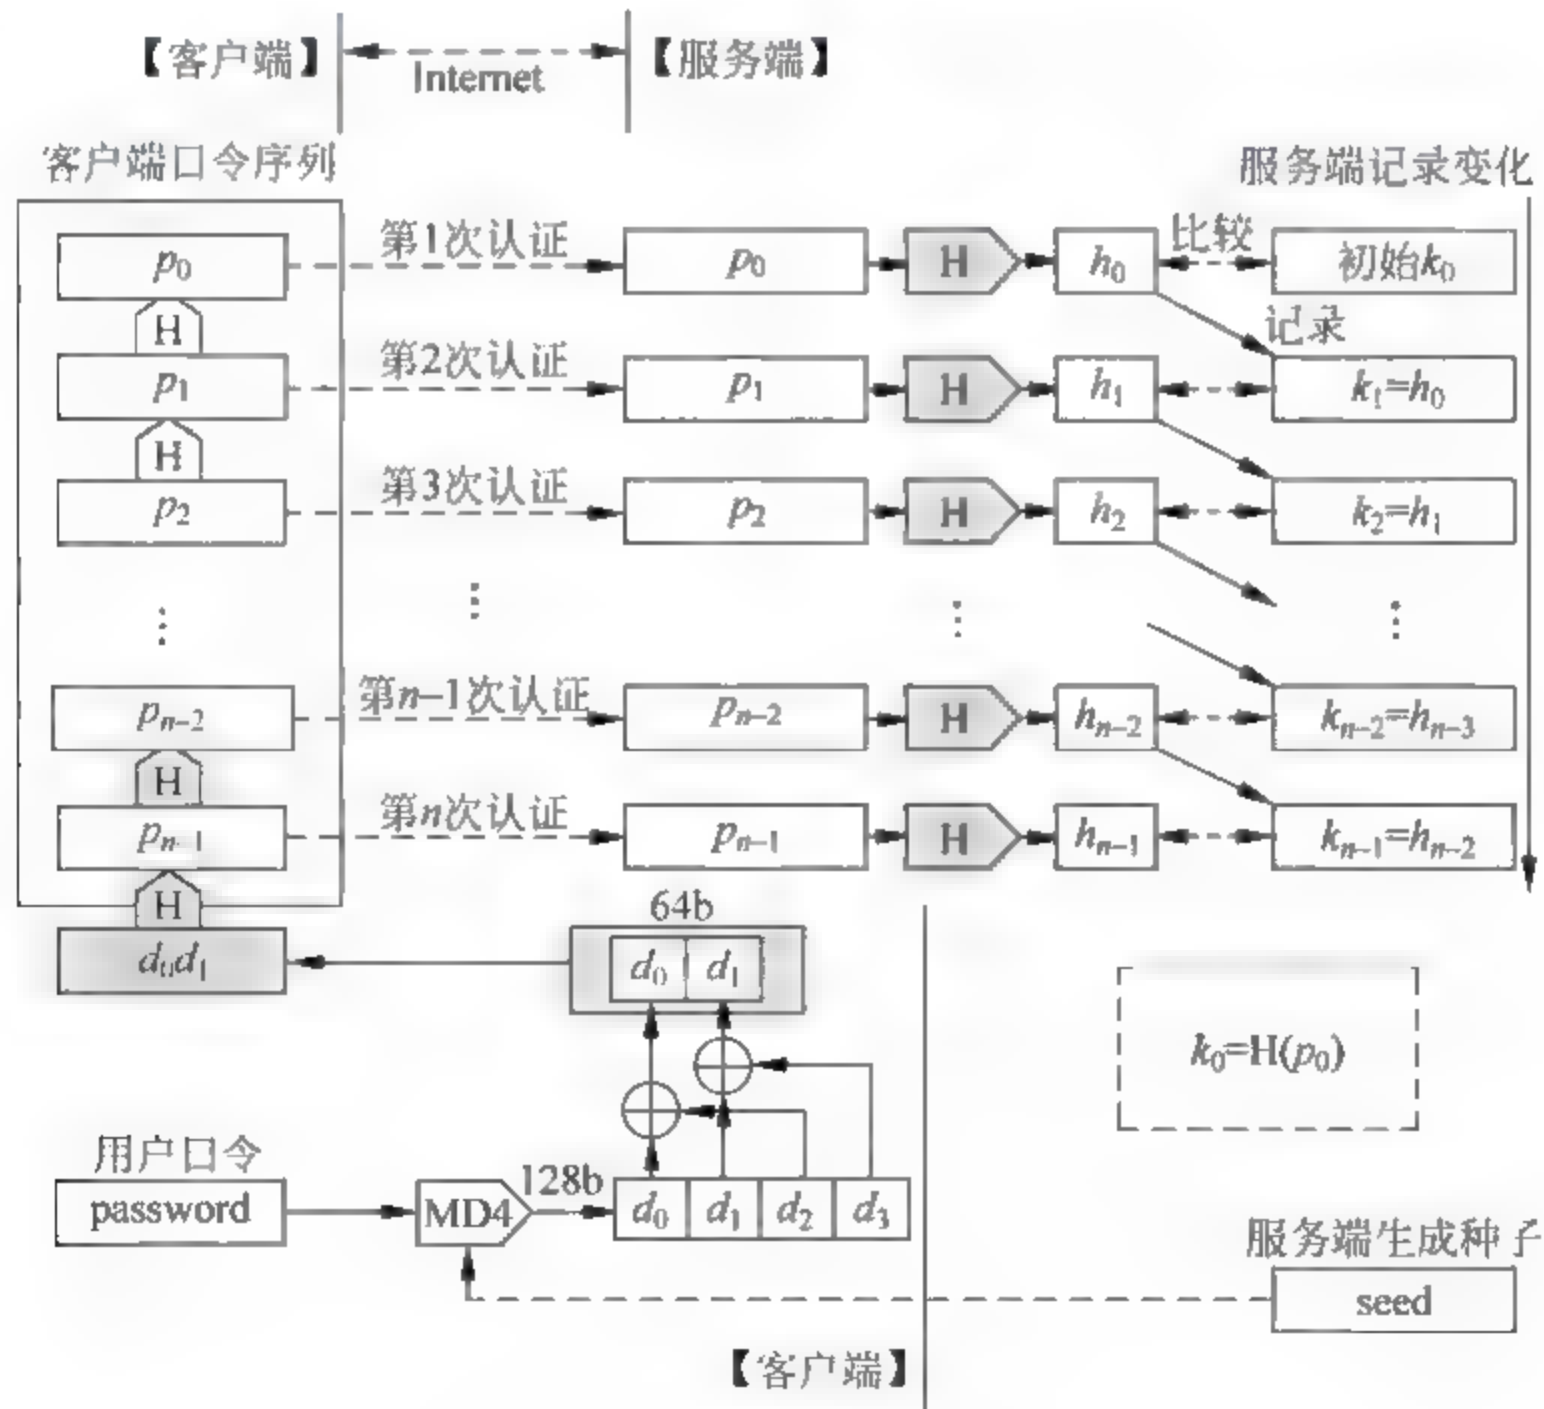 【客户端】
Internet
【服务端】
客户端口令序列
服务端记录变化
p₀
第1次认证
p₀
H
h₀
比较
初始k₀
H
记录
p₁
第2次认证
p₁
H
h₁
k₁=h₀
H
p₂
第3次认证
p₂
H
h₂
k₂=h₁
⋮
⋮
⋮
⋮
pₙ₋₂
第n–1次认证
pₙ₋₂
H
hₙ₋₂
kₙ₋₂=hₙ₋₃
H
pₙ₋₁
第n次认证
pₙ₋₁
H
hₙ₋₁
kₙ₋₁=hₙ₋₂
H
64b
d₀d₁
d₀
d₁
k₀=H(p₀)
用户口令
password
MD4
128b
d₀
d₁
d₂
d₃
服务端生成种子
seed
【客户端】